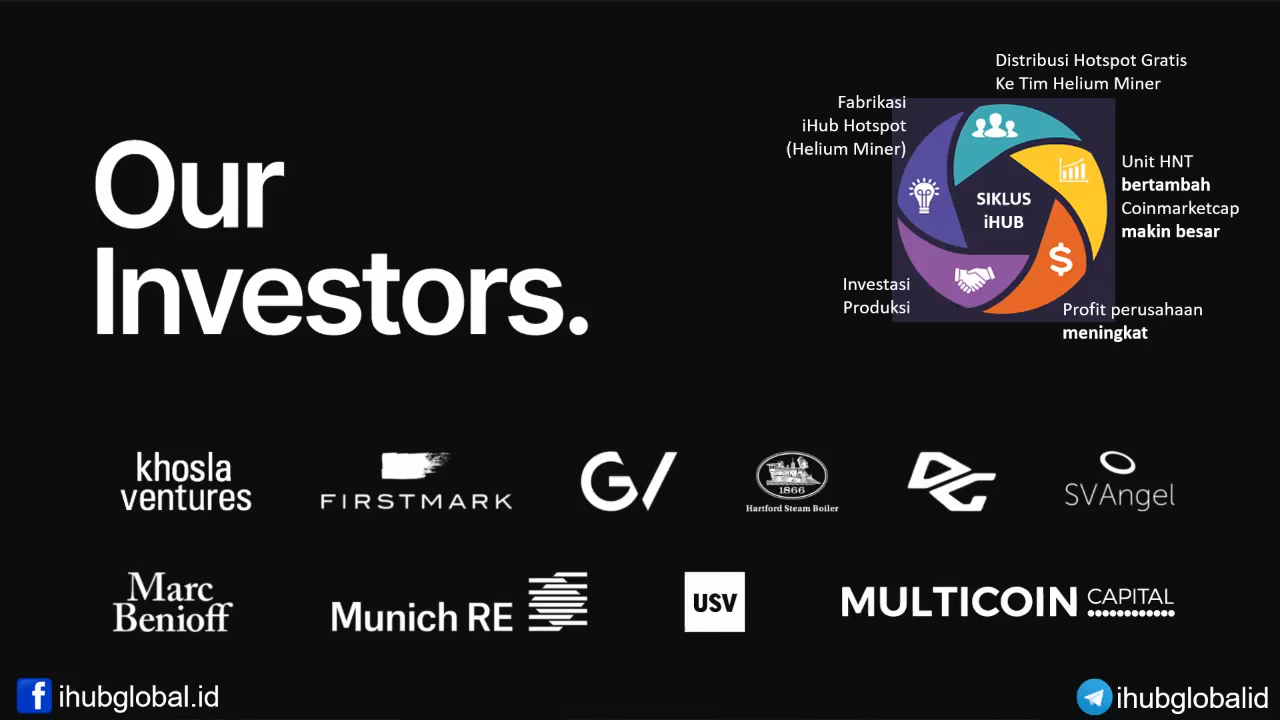 Our
Investors.
Distribusi Hotspot Gratis
Ke Tim Helium Miner
Fabrikasi
iHub Hotspot
(Helium Miner)
Unit HNT
bertambah
Coinmarketcap
makin besar
SIKLUS
iHUB
$
Investasi
Produksi
Profit perusahaan
meningkat
khosla
ventures
FIRSTMARK
GV
1866
Hartford Steam Boiler
DCG
SVAngel
Marc
Benioff
Munich RE
USV
MULTICOIN CAPITAL
ihubglobal.id
ihubglobalid